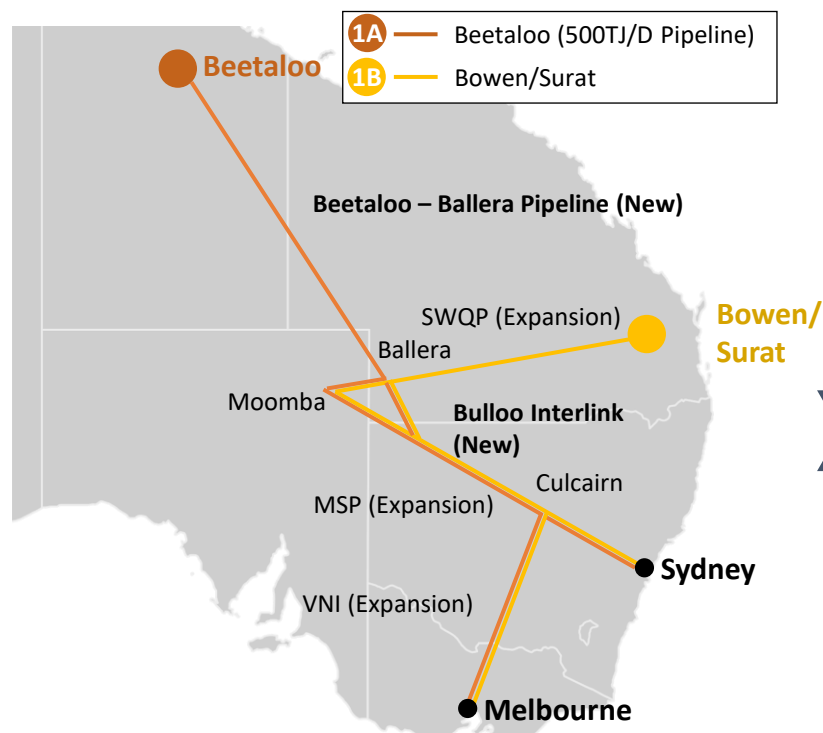 1A Beetaloo (500TJ/D Pipeline)
1B Bowen/Surat
Beetaloo
Beetaloo – Ballera Pipeline (New)
SWQP (Expansion)
Bowen/
Surat
Ballera
Moomba
Bulloo Interlink
(New)
Culcairn
MSP (Expansion)
Sydney
VNI (Expansion)
Melbourne